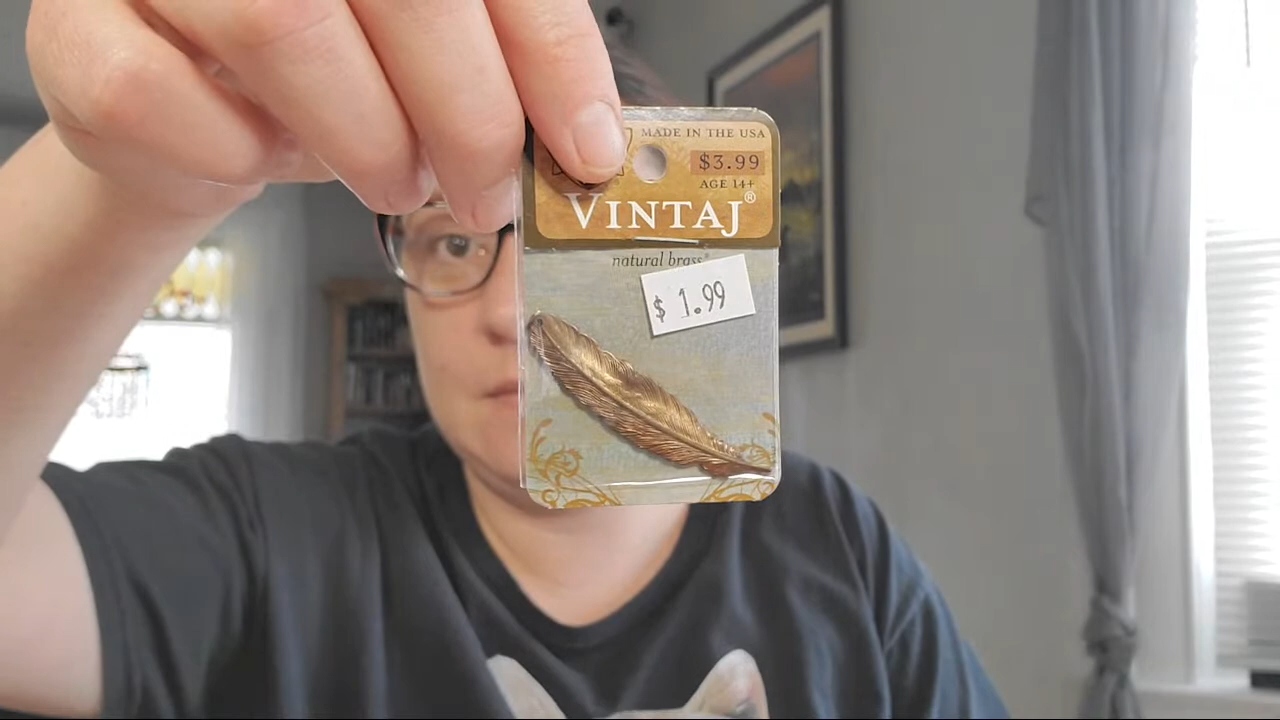 MADE IN THE USA
$3.99
AGE 14+
VINTAJ®
natural brass®
$ 1.99